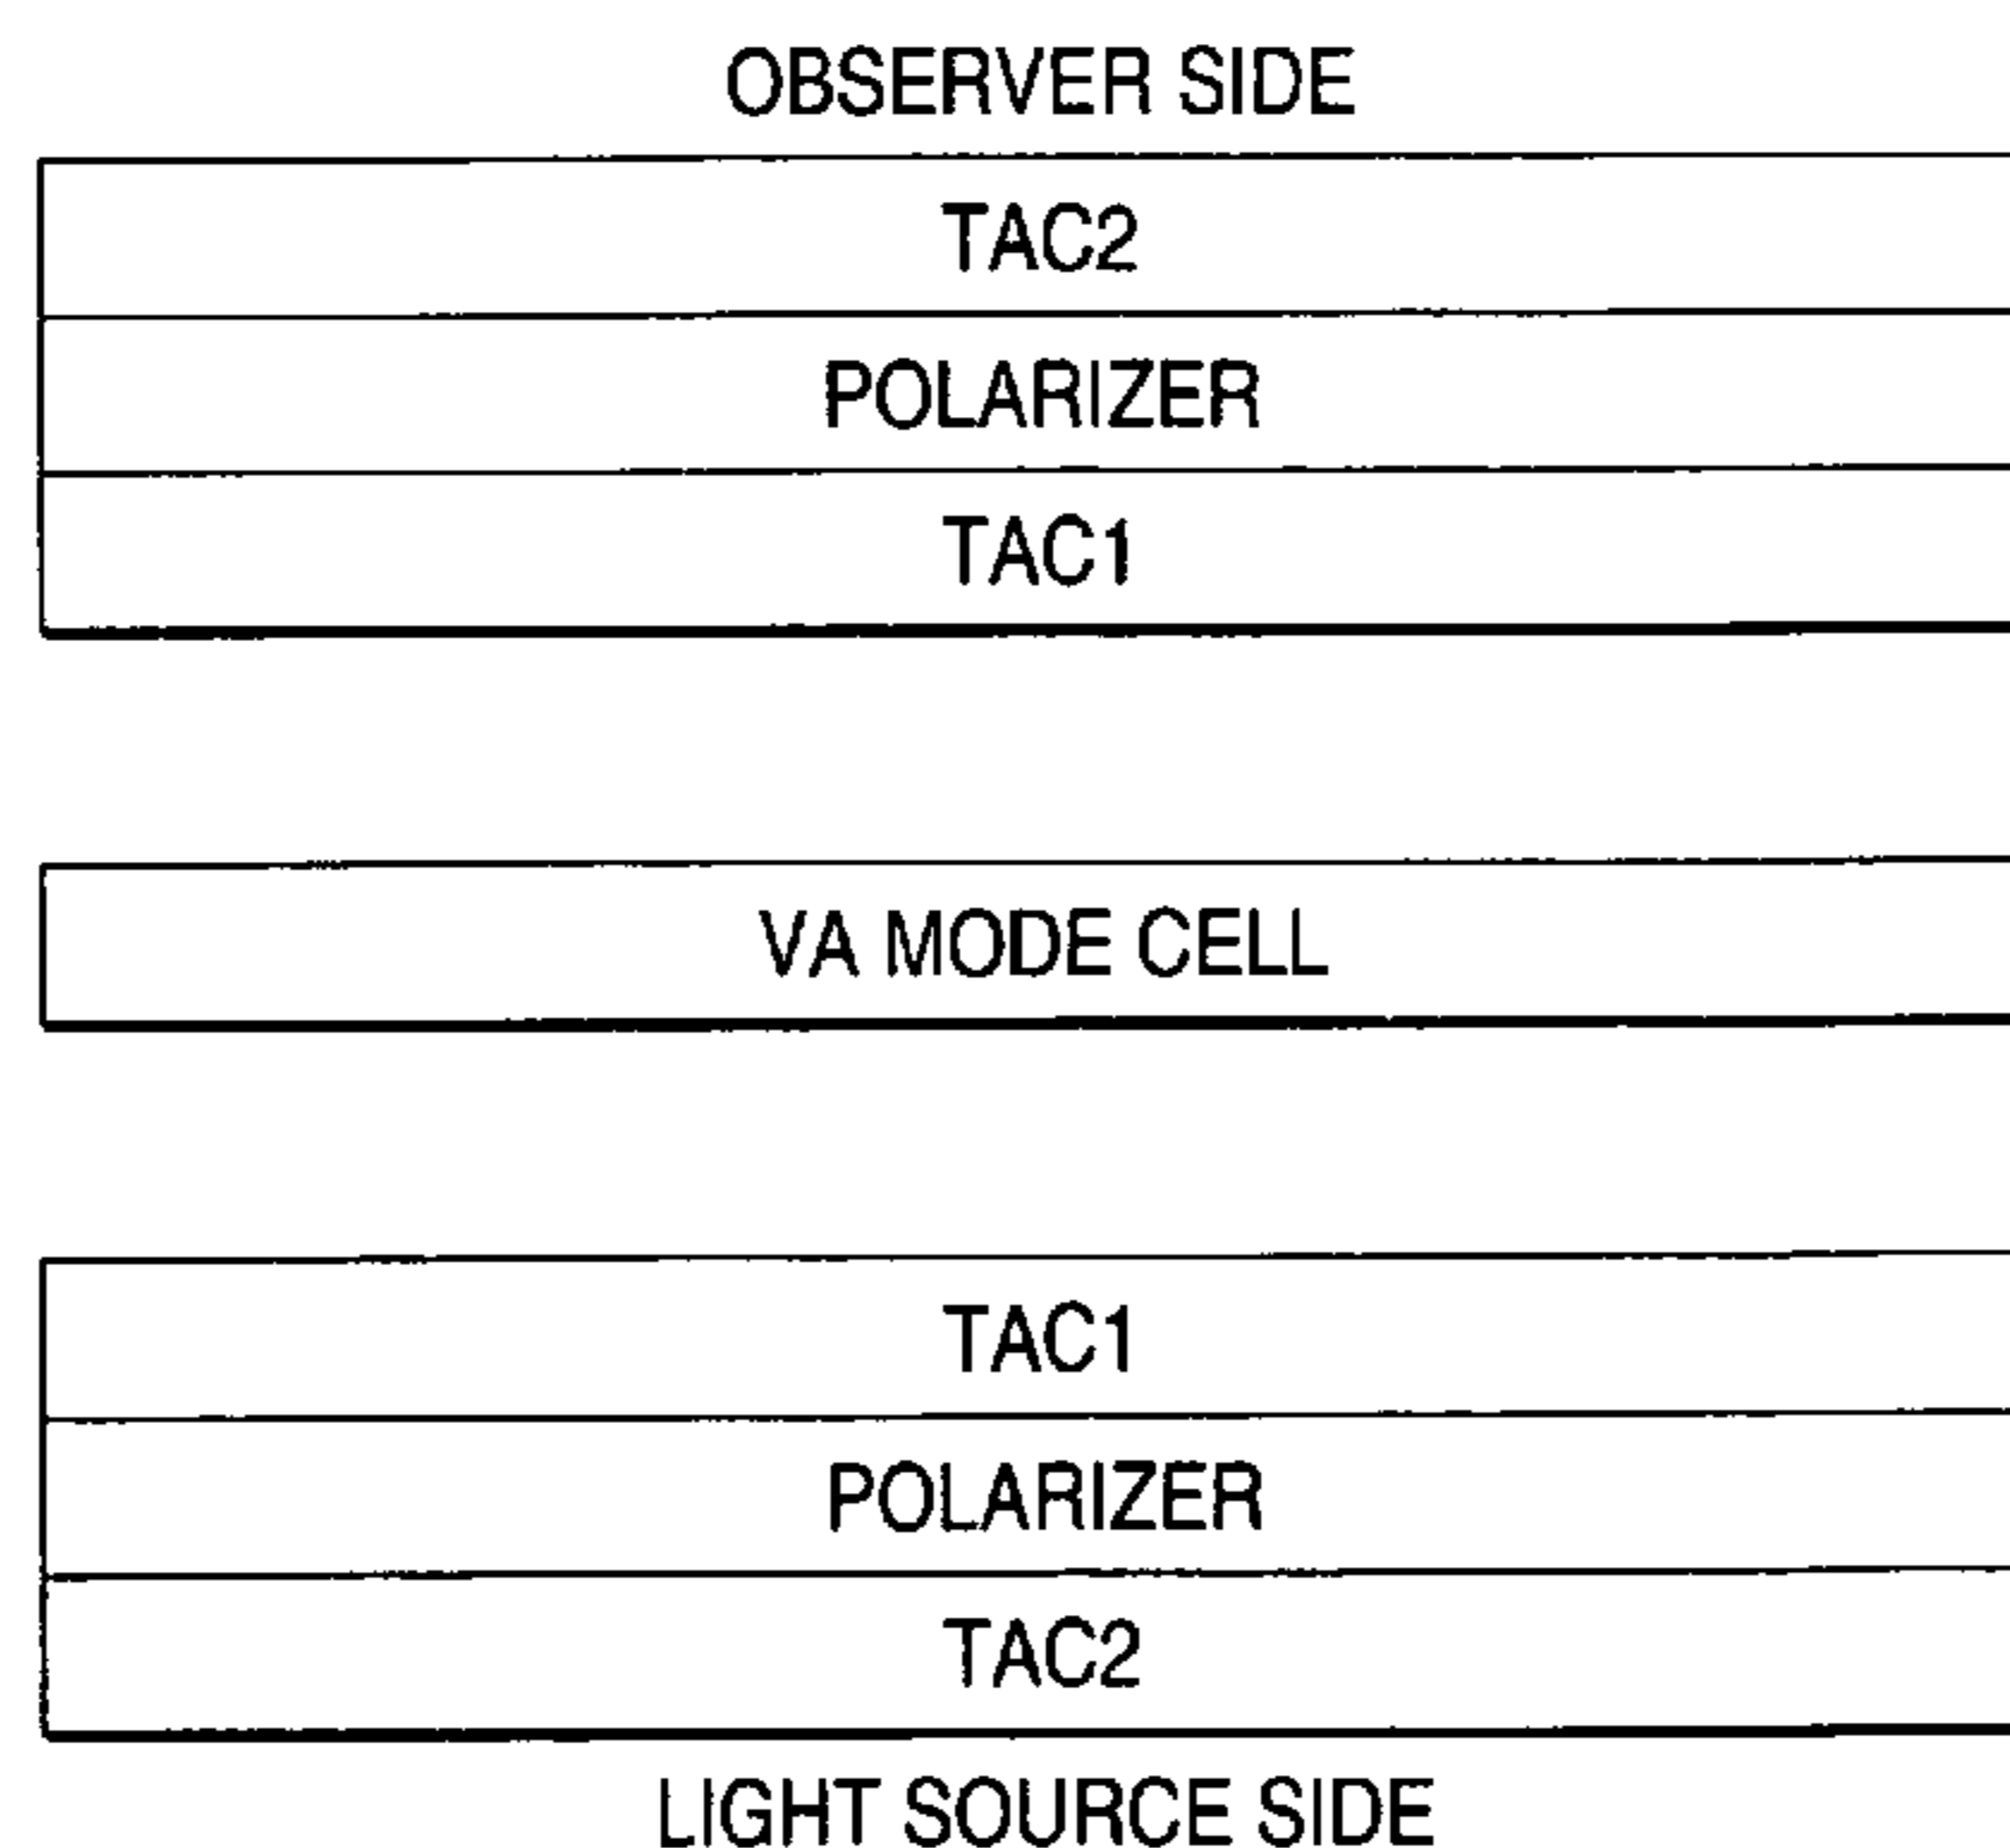 OBSERVER SIDE
TAC2
POLARIZER
TAC1
VA MODE CELL
TAC1
POLARIZER
TAC2
LIGHT SOURCE SIDE